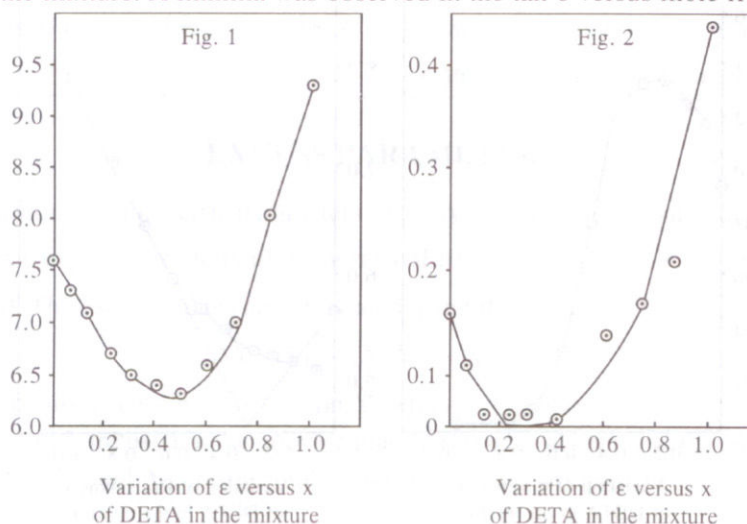 Fig. 1
9.5
9.0
8.5
8.0
7.5
7.0
6.5
6.0
0.2 0.4 0.6 0.8 1.0
Variation of ε versus x
of DETA in the mixture
Fig. 2
0.4
0.3
0.2
0.1
0
0.2 0.4 0.6 0.8 1.0
Variation of ε versus x
of DETA in the mixture